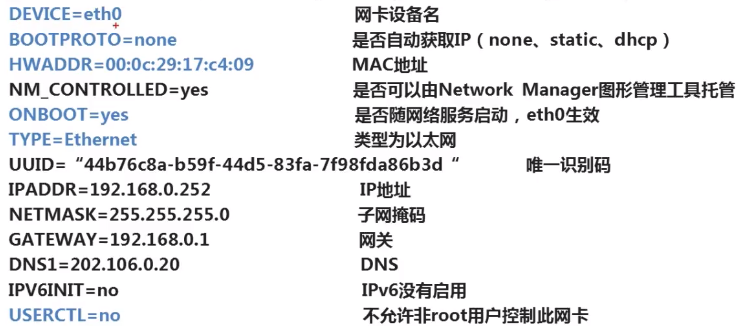 DEVICE=eth0 网卡设备名
BOOTPROTO=none 是否自动获取IP（none、static、dhcp）
HWADDR=00:0c:29:17:c4:09 MAC地址
NM_CONTROLLED=yes 是否可以由Network Manager图形管理工具托管
ONBOOT=yes 是否随网络服务启动，eth0生效
TYPE=Ethernet 类型为以太网
UUID=“44b76c8a-b59f-44d5-83fa-7f98fda86b3d“ 唯一识别码
IPADDR=192.168.0.252 IP地址
NETMASK=255.255.255.0 子网掩码
GATEWAY=192.168.0.1 网关
DNS1=202.106.0.20 DNS
IPV6INIT=no IPv6没有启用
USERCTL=no 不允许非root用户控制此网卡